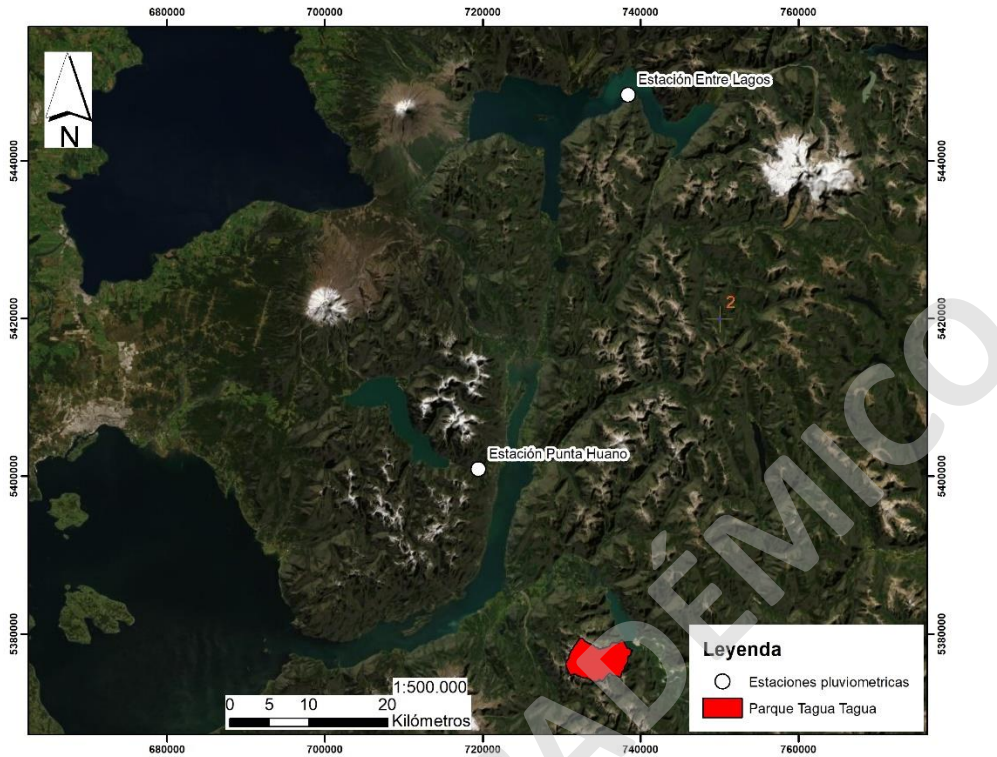 680000 700000 720000 740000 760000
N
Estación Entre Lagos
5440000 5440000
2
5420000 5420000
Estación Punta Huano
5400000 5400000
5380000 5380000
ADÉMICO
Leyenda
Estaciones pluviometricas
Parque Tagua Tagua
1:500.000
0 5 10 20
Kilómetros
680000 700000 720000 740000 760000